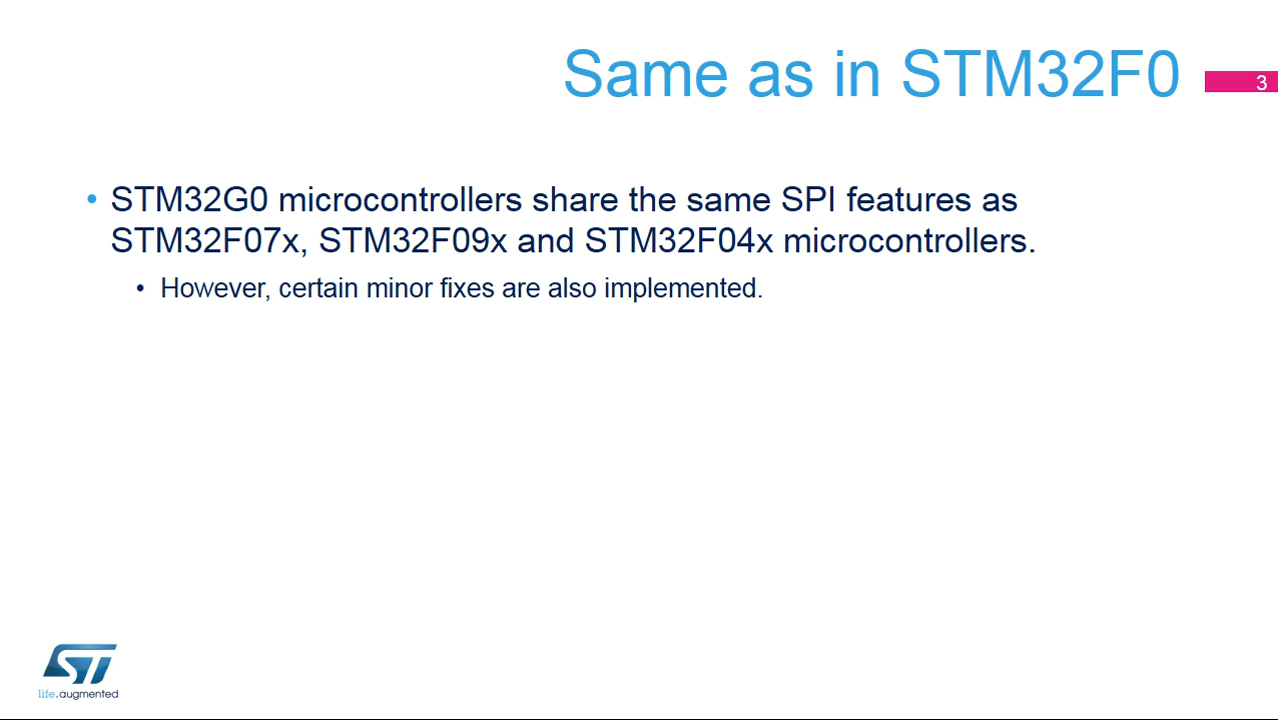 Same as in STM32F0
3
• STM32G0 microcontrollers share the same SPI features as
STM32F07x, STM32F09x and STM32F04x microcontrollers.
• However, certain minor fixes are also implemented.
ST
life.augmented